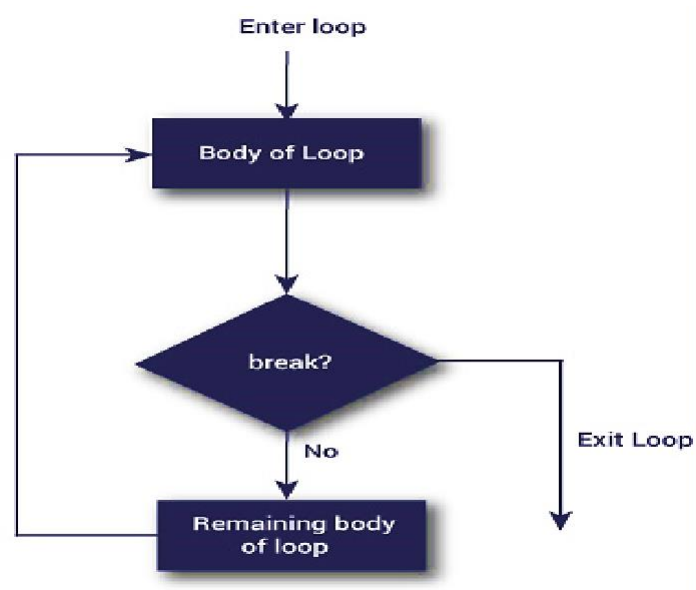 Enter loop
Body of Loop
break?
No
Exit Loop
Remaining body
of loop